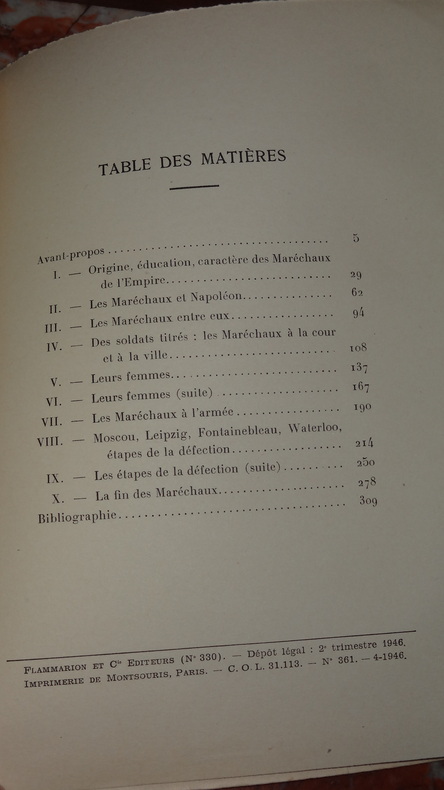 TABLE DES MATIÈRES
Avant-propos . . . . . . . . . . . . . . . . . . . . . . . . . . . . . . . . . . . 5
I. — Origine, éducation, caractère des Maréchaux
de l'Empire. . . . . . . . . . . . . . . . . . . . . . . . . . . 29
II. — Les Maréchaux et Napoléon. . . . . . . . . . . . . . 62
III. — Les Maréchaux entre eux. . . . . . . . . . . . . . . . 94
IV. — Des soldats titrés : les Maréchaux à la cour
et à la ville. . . . . . . . . . . . . . . . . . . . . . . . . . . 108
V. — Leurs femmes. . . . . . . . . . . . . . . . . . . . . . . . . . 137
VI. — Leurs femmes (suite) . . . . . . . . . . . . . . . . . . . 167
VII. — Les Maréchaux à l'armée . . . . . . . . . . . . . . . . 190
VIII. — Moscou, Leipzig, Fontainebleau, Waterloo,
étapes de la défection. . . . . . . . . . . . . . . . . . 214
IX. — Les étapes de la défection (suite) . . . . . . . . . 250
X. — La fin des Maréchaux. . . . . . . . . . . . . . . . . . . . 278
Bibliographie. . . . . . . . . . . . . . . . . . . . . . . . . . . . . . . . . . . 309
FLAMMARION ET Cie EDITEURS (N° 330). — Dépôt légal : 2e trimestre 1946.
IMPRIMERIE DE MONTSOURIS, PARIS. — C. O. L. 31.113. — N° 361. — 4-1946.